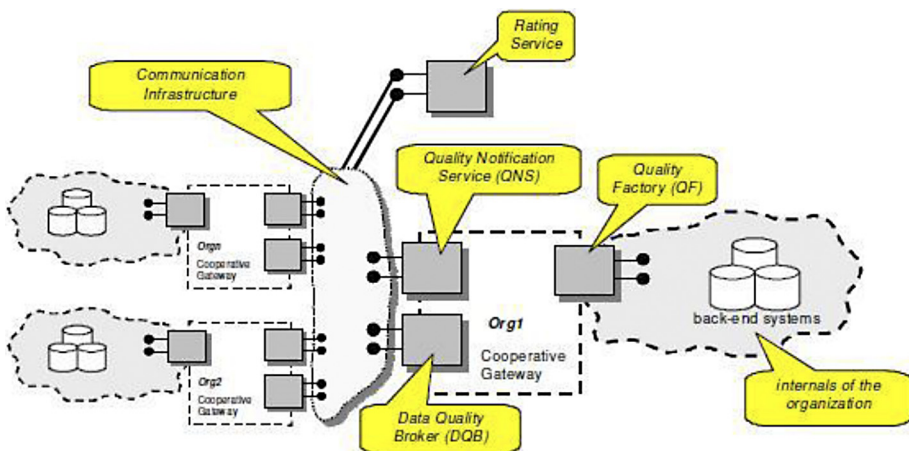 Rating
Service
Communication
Infrastructure
Quality Notification
Service (QNS)
Quality
Factory (QF)
Orgn
Cooperative
Gateway
Org1
Cooperative
Gateway
back-end systems
Org2
Cooperative
Gateway
Data Quality
Broker (DQB)
internals of the
organization